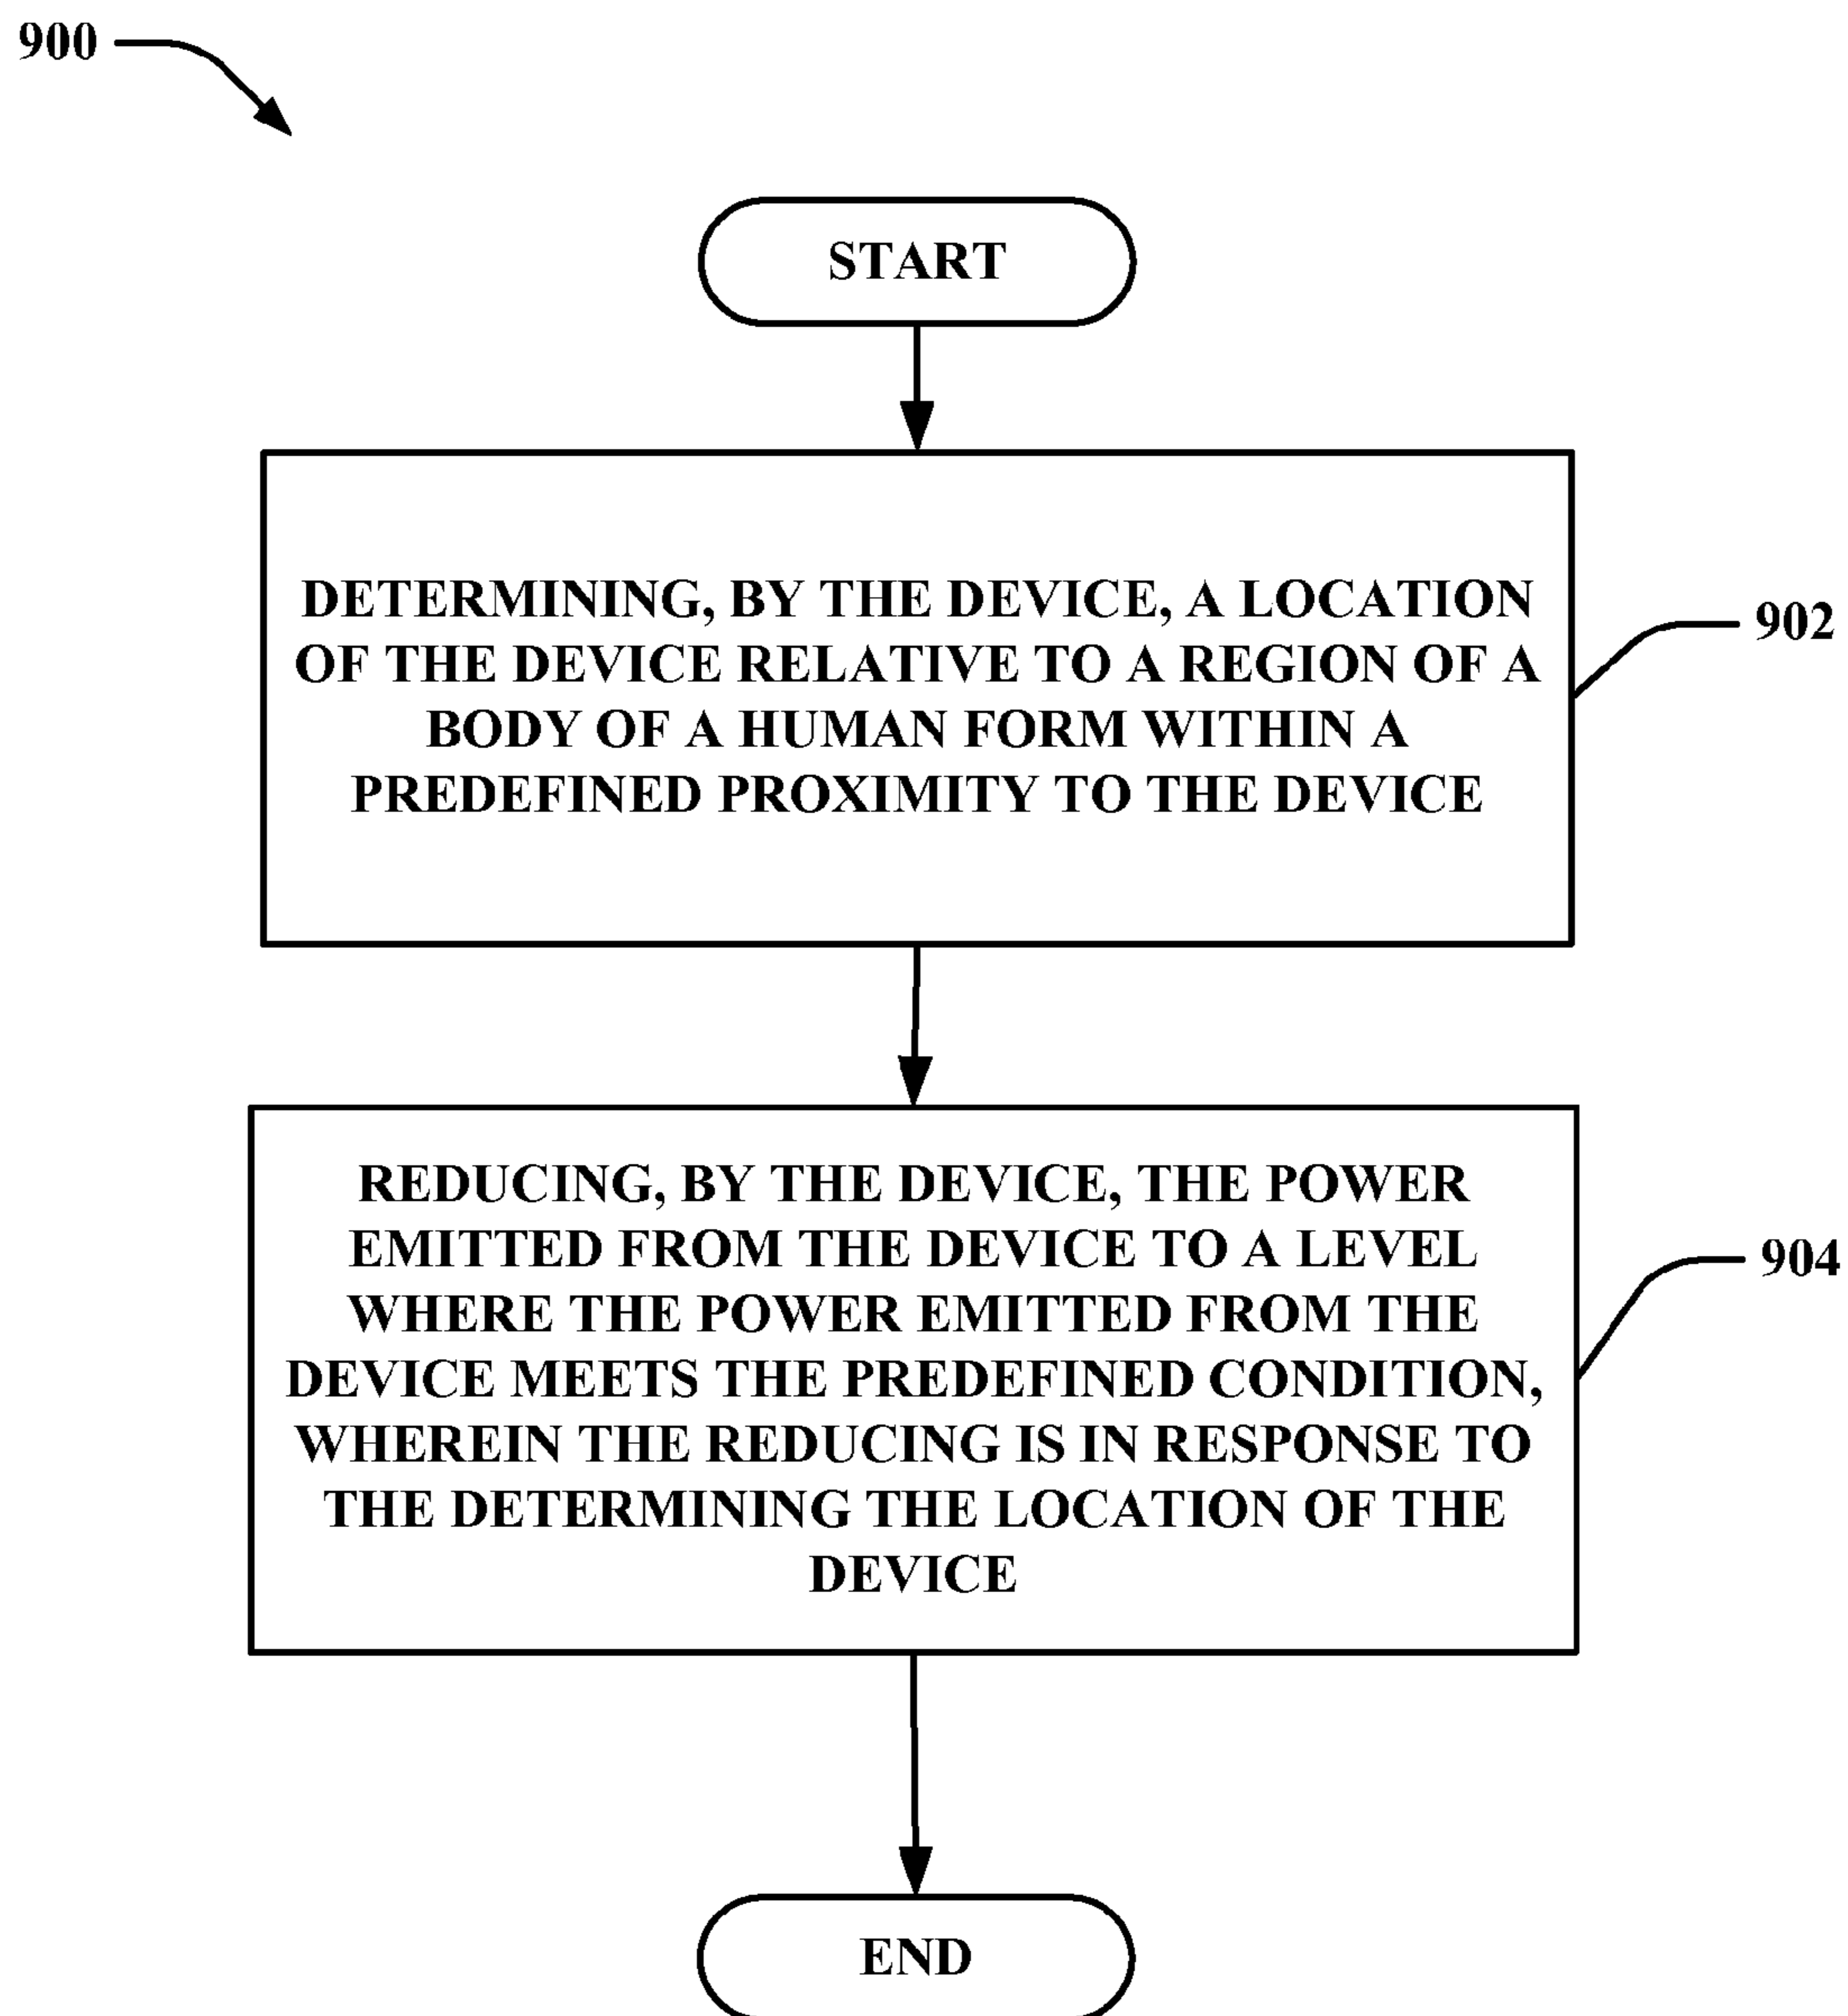 900
START
DETERMINING, BY THE DEVICE, A LOCATION
OF THE DEVICE RELATIVE TO A REGION OF A
BODY OF A HUMAN FORM WITHIN A
PREDEFINED PROXIMITY TO THE DEVICE
902
REDUCING, BY THE DEVICE, THE POWER
EMITTED FROM THE DEVICE TO A LEVEL
WHERE THE POWER EMITTED FROM THE
DEVICE MEETS THE PREDEFINED CONDITION,
WHEREIN THE REDUCING IS IN RESPONSE TO
THE DETERMINING THE LOCATION OF THE
DEVICE
904
END